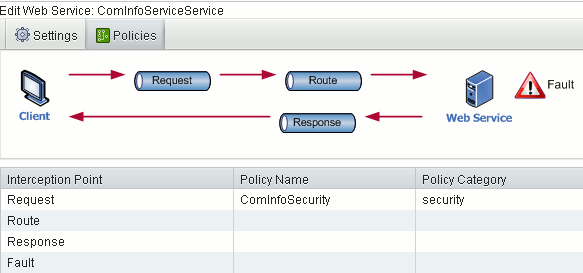 Edit Web Service: ComInfoServiceService
Settings Policies
Request Route Fault
Client Web Service
Response
Interception Point Policy Name Policy Category
Request ComInfoSecurity security
Route
Response
Fault